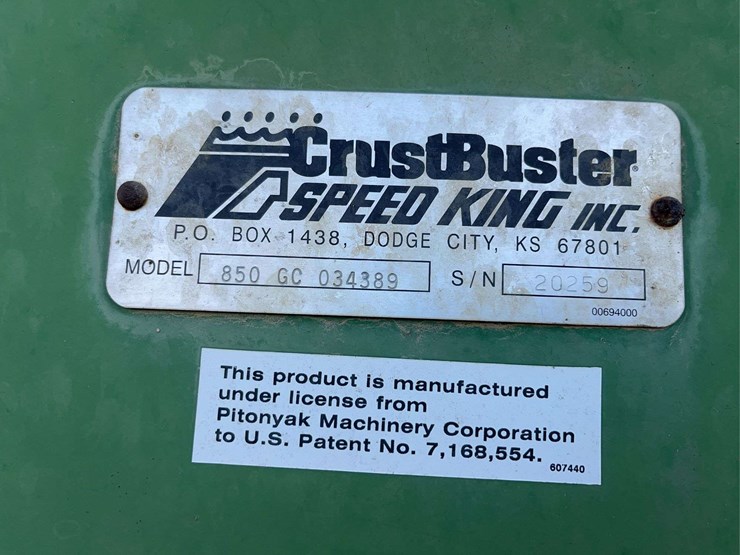 CrustBuster
SPEED KING INC.
P.O. BOX 1438, DODGE CITY, KS 67801
MODEL 850 GC 034389 S/N 20259
00694000
This product is manufactured
under license from
Pitonyak Machinery Corporation
to U.S. Patent No. 7,168,554.
607440